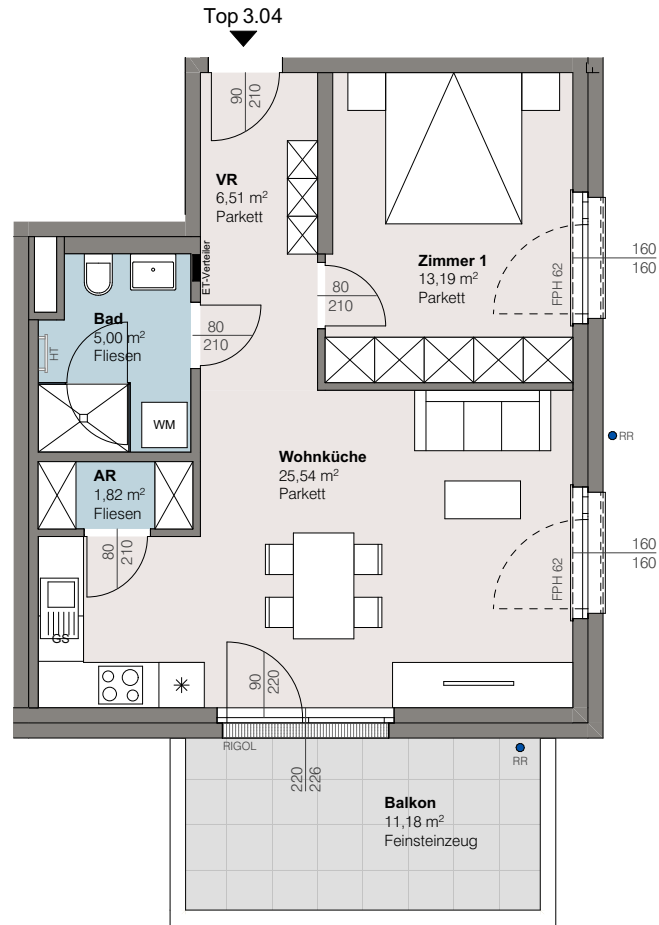 Top 3.04
90
210
VR
6,51 m²
Parkett
ET-Verteiler
Zimmer 1
13,19 m²
Parkett
FPH 62
160
160
80
210
Bad
5,00 m²
Fliesen
HT
80
210
WM
RR
Wohnküche
25,54 m²
Parkett
AR
1,82 m²
Fliesen
80
210
FPH 62
160
160
GS
90
220
RIGOL
220
226
RR
Balkon
11,18 m²
Feinsteinzeug